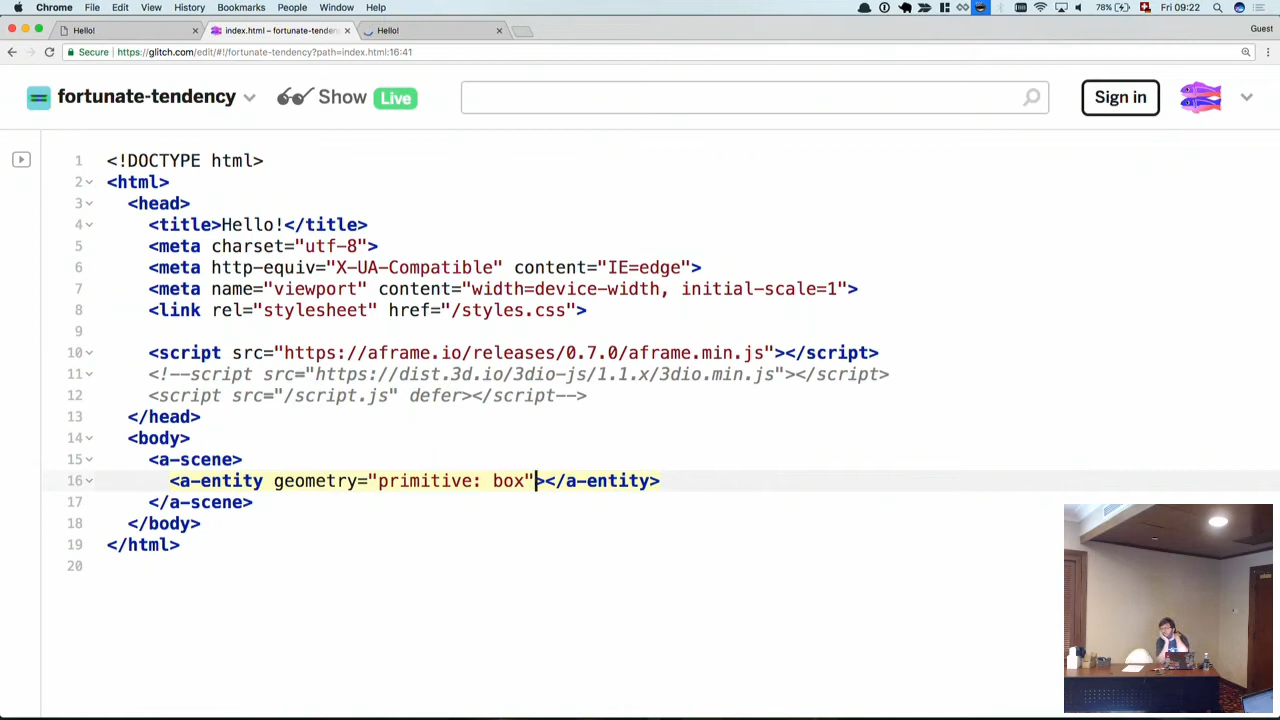 Chrome File Edit View History Bookmarks People Window Help 78% Fri 09:22
Hello! index.html – fortunate-tendency Hello! Guest
Secure https://glitch.com/edit/#!/fortunate-tendency?path=index.html:16:41
fortunate-tendency Show Live Sign in
1 <!DOCTYPE html>
2 <html>
3 <head>
4 <title>Hello!</title>
5 <meta charset="utf-8">
6 <meta http-equiv="X-UA-Compatible" content="IE=edge">
7 <meta name="viewport" content="width=device-width, initial-scale=1">
8 <link rel="stylesheet" href="/styles.css">
9
10 <script src="https://aframe.io/releases/0.7.0/aframe.min.js"></script>
11 <!--script src="https://dist.3d.io/3dio-js/1.1.x/3dio.min.js"></script>
12 <script src="/script.js" defer></script-->
13 </head>
14 <body>
15 <a-scene>
16 <a-entity geometry="primitive: box"></a-entity>
17 </a-scene>
18 </body>
19 </html>
20